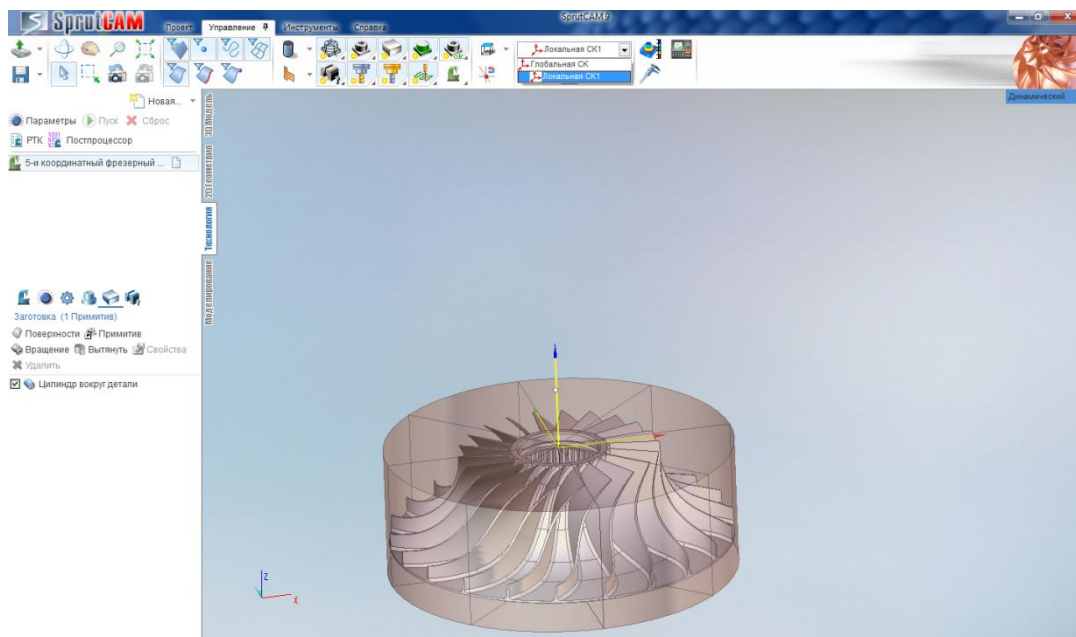 SprutCAM
Проект
Управление
Инструменты
Справка
SprutCAM9
Локальная СК1
Глобальная СК
Локальная СК1
Динамический
Новая...
Параметры Пуск Сброс
РТК Постпроцессор
5-и координатный фрезерный ...
3D Модель
2D Геометрия
Технология
Моделирование
Заготовка (1 Примитив)
Поверхности Примитив
Вращение Вытянуть Свойства
Удалить
Цилиндр вокруг детали
Z
X